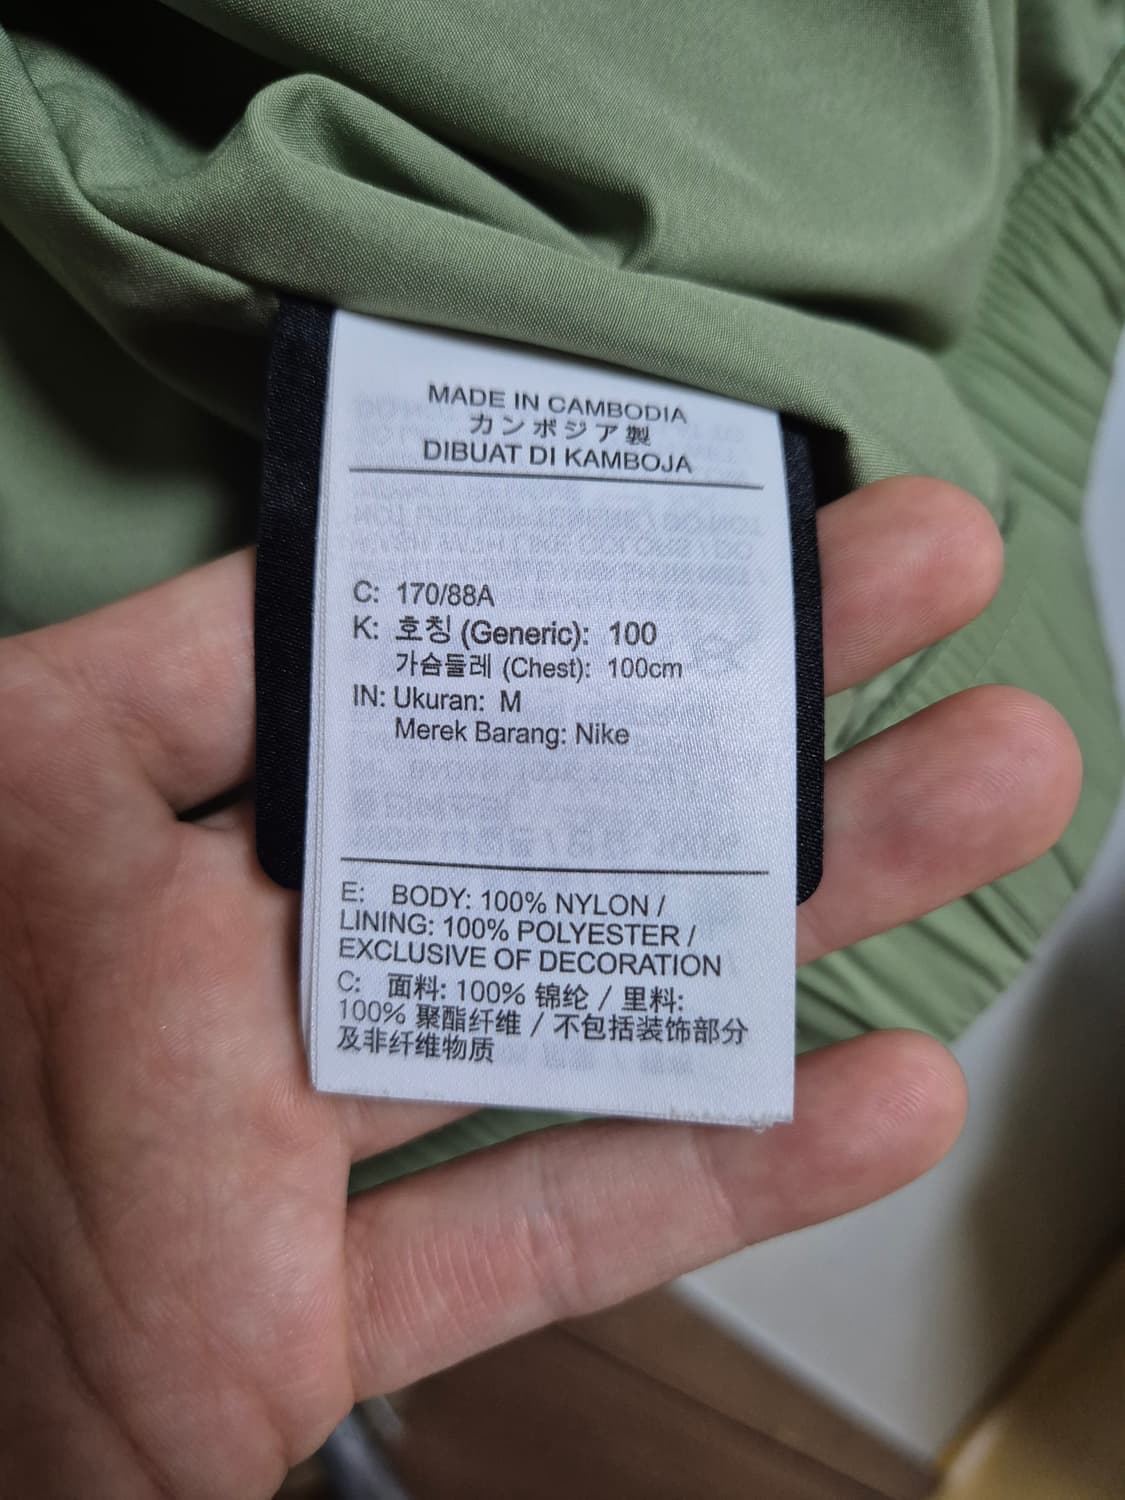 MADE IN CAMBODIA
カンボジア製
DIBUAT DI KAMBOJA
C: 170/88A
K: 호칭 (Generic): 100
가슴둘레 (Chest): 100cm
IN: Ukuran: M
Merek Barang: Nike
E: BODY: 100% NYLON /
LINING: 100% POLYESTER /
EXCLUSIVE OF DECORATION
C: 面料: 100% 锦纶 / 里料:
100% 聚酯纤维 / 不包括装饰部分
及非纤维物质